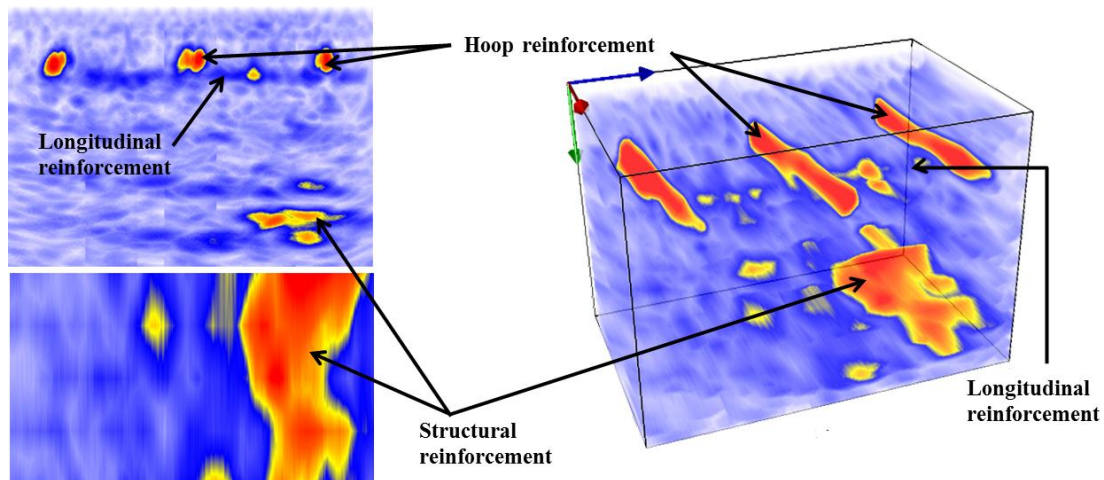 Hoop reinforcement
Longitudinal
reinforcement
Structural
reinforcement
Longitudinal
reinforcement